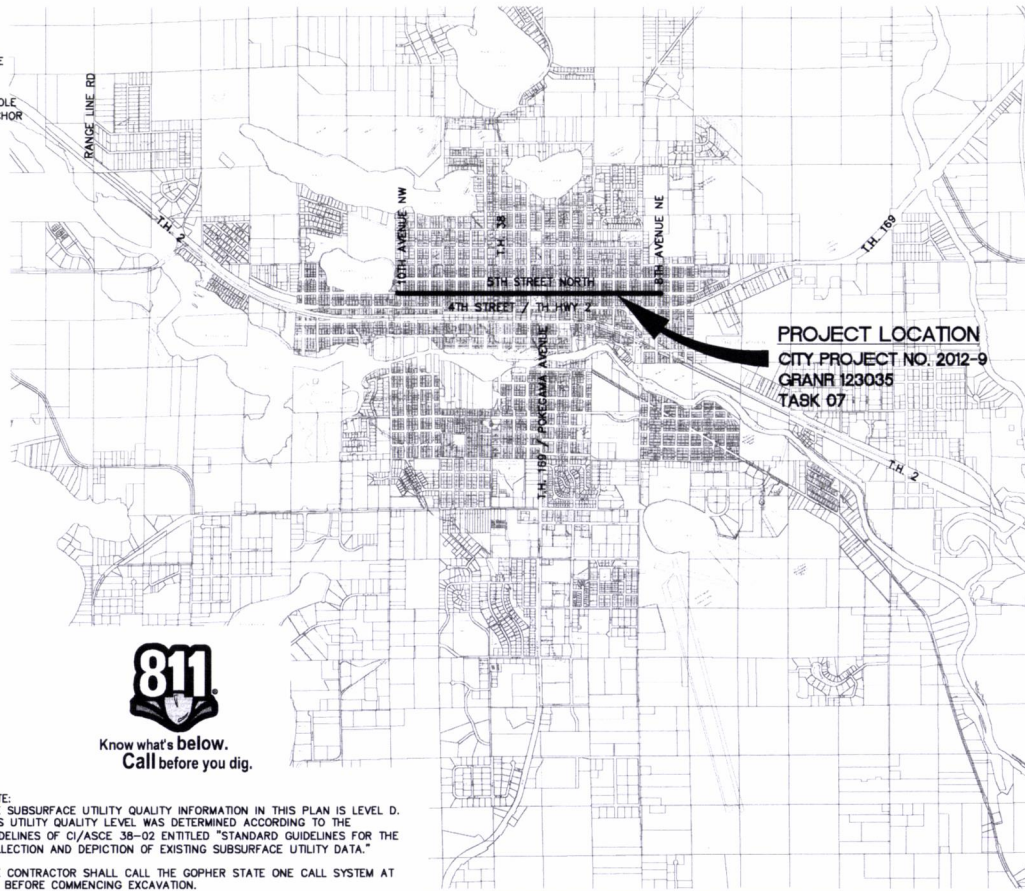 RANGE LINE RD
T.H. 2
10TH AVENUE NW
T.H. 38
8TH AVENUE NE
T.H. 169
5TH STREET NORTH
4TH STREET / TH HWY 2
PROJECT LOCATION
CITY PROJECT NO. 2012-9
GRANR 123035
TASK 07
T.H. 169 / POKEGAMA AVENUE
T.H. 2
811
Know what's below.
Call before you dig.
SUBSURFACE UTILITY QUALITY INFORMATION IN THIS PLAN IS LEVEL D.
UTILITY QUALITY LEVEL WAS DETERMINED ACCORDING TO THE
DELINES OF CI/ASCE 38-02 ENTITLED "STANDARD GUIDELINES FOR THE
LLECTION AND DEPICTION OF EXISTING SUBSURFACE UTILITY DATA."
CONTRACTOR SHALL CALL THE GOPHER STATE ONE CALL SYSTEM AT
BEFORE COMMENCING EXCAVATION.